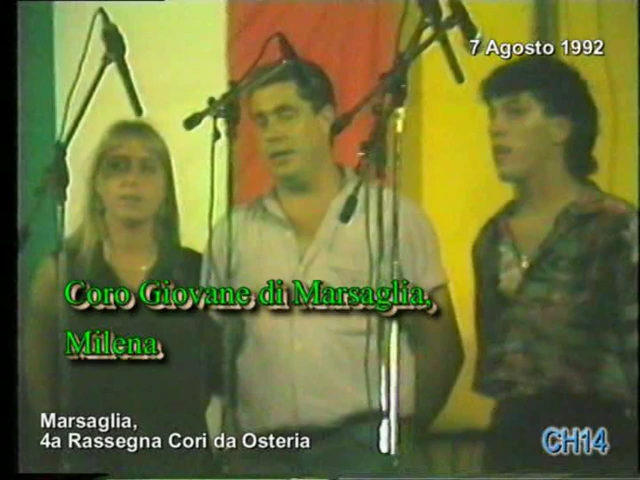 7 Agosto 1992
Coro Giovane di Marsaglia,
Milena
Marsaglia,
4a Rassegna Cori da Osteria
CH14